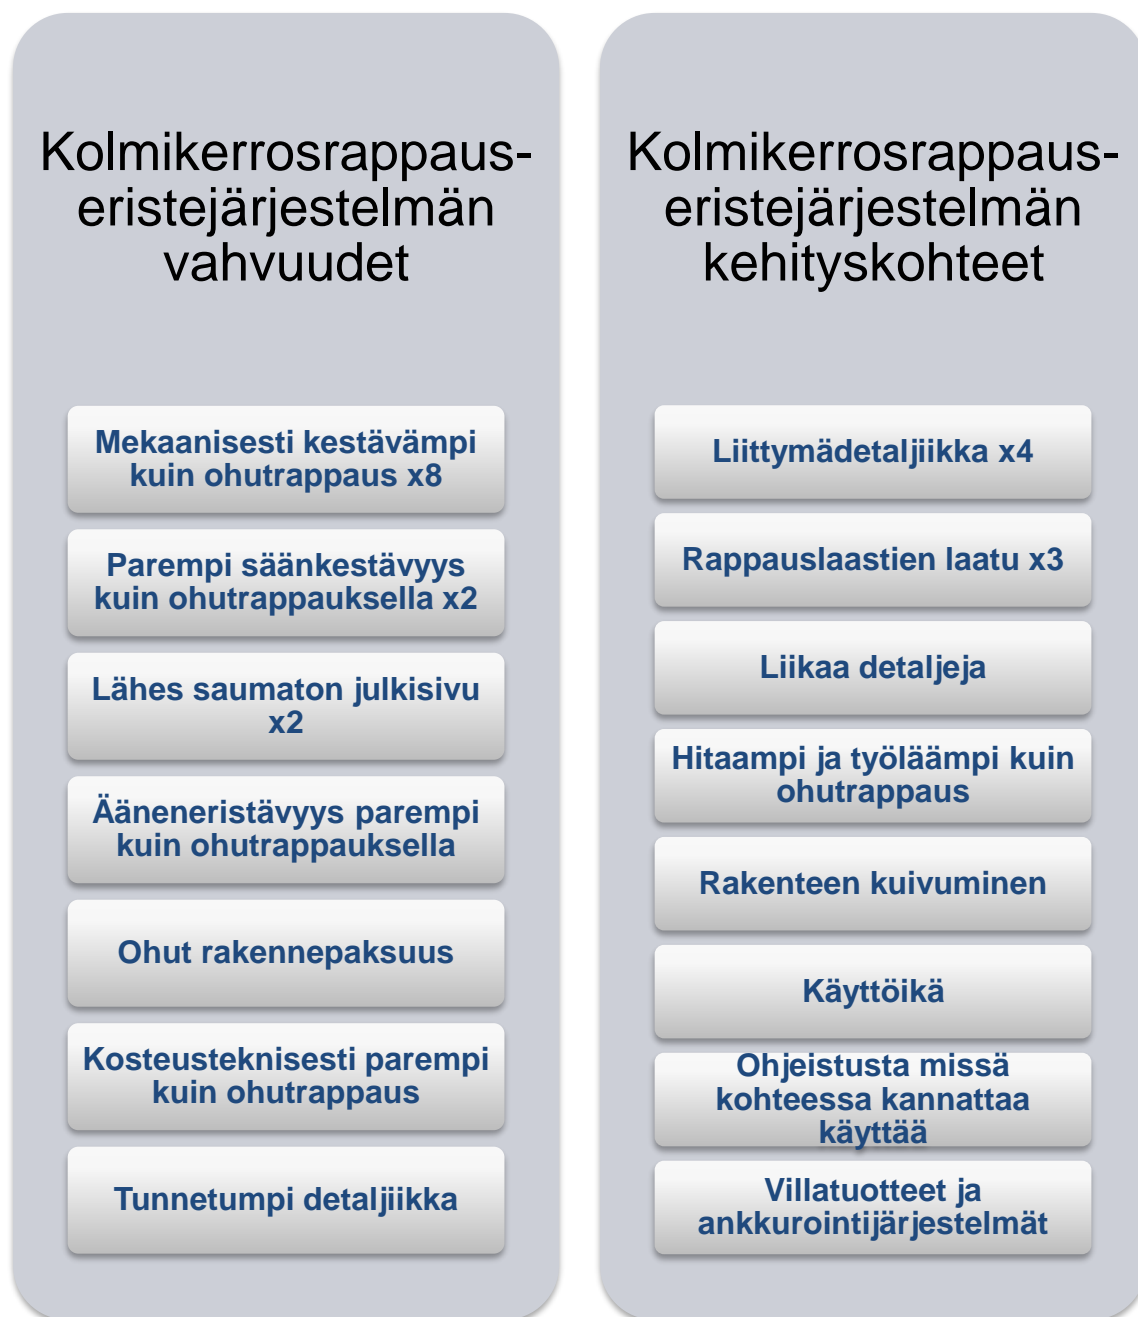 Kolmikerrosrappaus-
eristejärjestelmän
vahvuudet
Mekaanisesti kestävämpi
kuin ohutrappaus x8
Parempi säänkestävyys
kuin ohutrappauksella x2
Lähes saumaton julkisivu
x2
Ääneneristävyys parempi
kuin ohutrappauksella
Ohut rakennepaksuus
Kosteusteknisesti parempi
kuin ohutrappaus
Tunnetumpi detaljiikka
Kolmikerrosrappaus-
eristejärjestelmän
kehityskohteet
Liittymädetaljiikka x4
Rappauslaastien laatu x3
Liikaa detaljeja
Hitaampi ja työläämpi kuin
ohutrappaus
Rakenteen kuivuminen
Käyttöikä
Ohjeistusta missä
kohteessa kannattaa
käyttää
Villatuotteet ja
ankkurointijärjestelmät